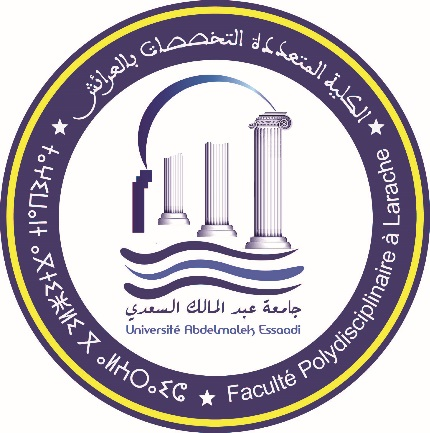 الكلية المتعددة التخصصات بالعرائش
جامعة عبد المالك السعدي
Université Abdelmalek Essaadi
Faculté Polydisciplinaire à Larache